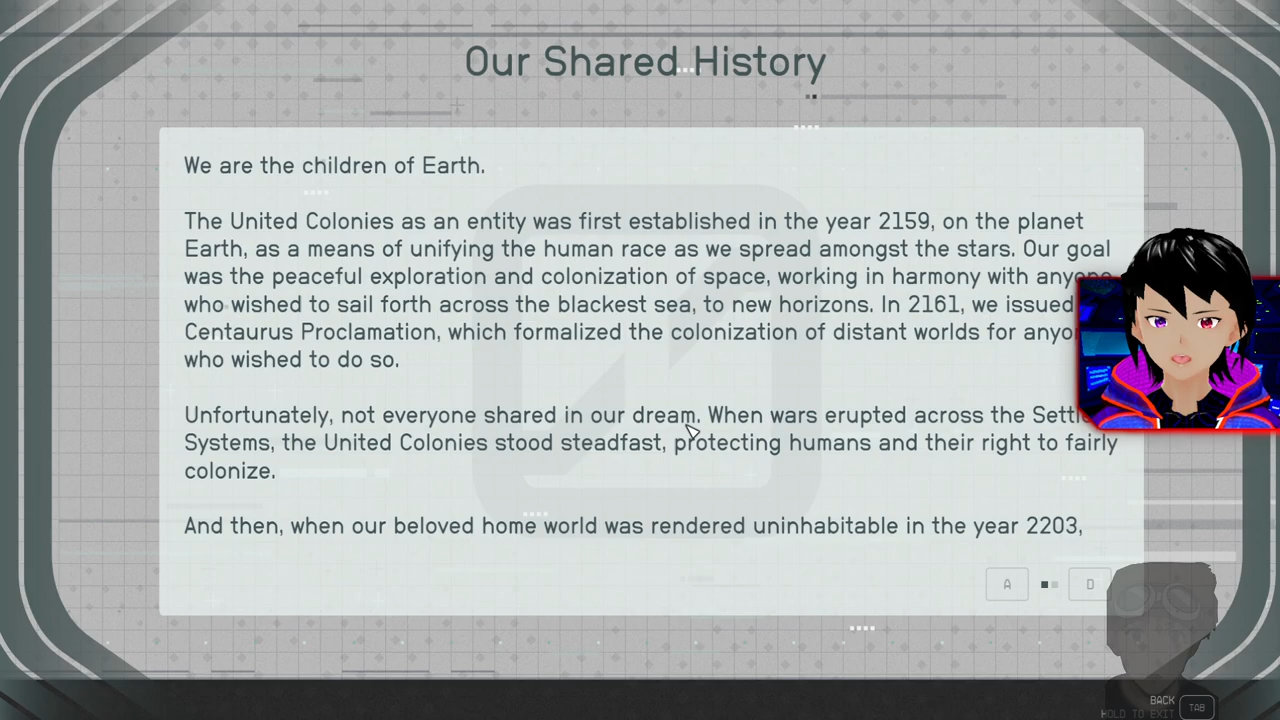 Our Shared History
We are the children of Earth.
The United Colonies as an entity was first established in the year 2159, on the planet
Earth, as a means of unifying the human race as we spread amongst the stars. Our goal
was the peaceful exploration and colonization of space, working in harmony with anyone
who wished to sail forth across the blackest sea, to new horizons. In 2161, we issued
Centaurus Proclamation, which formalized the colonization of distant worlds for
who wished to do so.
Unfortunately, not everyone shared in our dream. When wars erupted across the
Systems, the United Colonies stood steadfast, protecting humans and their right to fairly
colonize.
And then, when our beloved home world was rendered uninhabitable in the year 2203,
A
D
BACK
HOLD TO EXIT
TAB